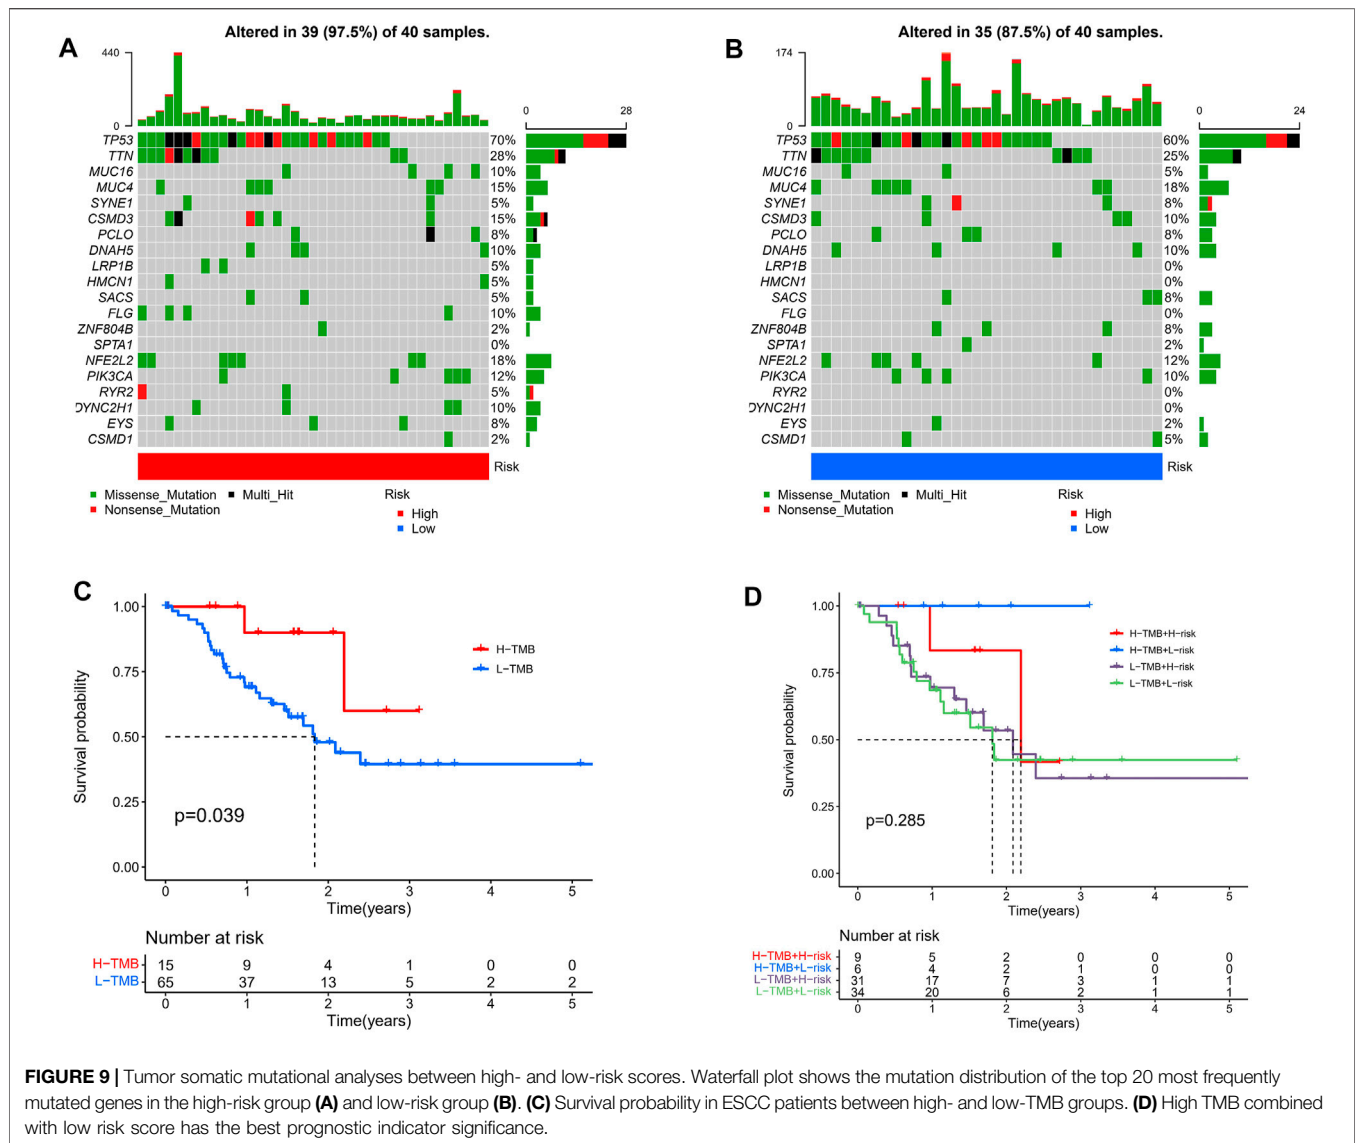 A
Altered in 39 (97.5%) of 40 samples.
440
0
0 28
TP53 70%
TTN 28%
MUC16 10%
MUC4 15%
SYNE1 5%
CSMD3 15%
PCLO 8%
DNAH5 10%
LRP1B 5%
HMCN1 5%
SACS 5%
FLG 10%
ZNF804B 2%
SPTA1 0%
NFE2L2 18%
PIK3CA 12%
RYR2 5%
DYNC2H1 10%
EYS 8%
CSMD1 2%
Risk
Missense_Mutation Multi_Hit Risk
Nonsense_Mutation High
Low
B
Altered in 35 (87.5%) of 40 samples.
174
0
0 24
TP53 60%
TTN 25%
MUC16 5%
MUC4 18%
SYNE1 8%
CSMD3 10%
PCLO 8%
DNAH5 10%
LRP1B 0%
HMCN1 0%
SACS 8%
FLG 0%
ZNF804B 8%
SPTA1 2%
NFE2L2 12%
PIK3CA 10%
RYR2 0%
DYNC2H1 0%
EYS 2%
CSMD1 5%
Risk
Missense_Mutation Multi_Hit Risk
Nonsense_Mutation High
Low
C
Survival probability
1.00
0.75
0.50
0.25
0.00
H-TMB
L-TMB
p=0.039
0 1 2 3 4 5
Time(years)
Number at risk
H-TMB 15 9 4 1 0 0
L-TMB 65 37 13 5 2 2
0 1 2 3 4 5
Time(years)
D
Survival probability
1.00
0.75
0.50
0.25
0.00
H-TMB+H-risk
H-TMB+L-risk
L-TMB+H-risk
L-TMB+L-risk
p=0.285
0 1 2 3 4 5
Time(years)
Number at risk
H-TMB+H-risk 9 5 2 0 0 0
H-TMB+L-risk 6 4 2 1 0 0
L-TMB+H-risk 31 17 7 3 1 1
L-TMB+L-risk 34 20 6 2 1 1
0 1 2 3 4 5
Time(years)
FIGURE 9 | Tumor somatic mutational analyses between high- and low-risk scores. Waterfall plot shows the mutation distribution of the top 20 most frequently
mutated genes in the high-risk group (A) and low-risk group (B). (C) Survival probability in ESCC patients between high- and low-TMB groups. (D) High TMB combined
with low risk score has the best prognostic indicator significance.